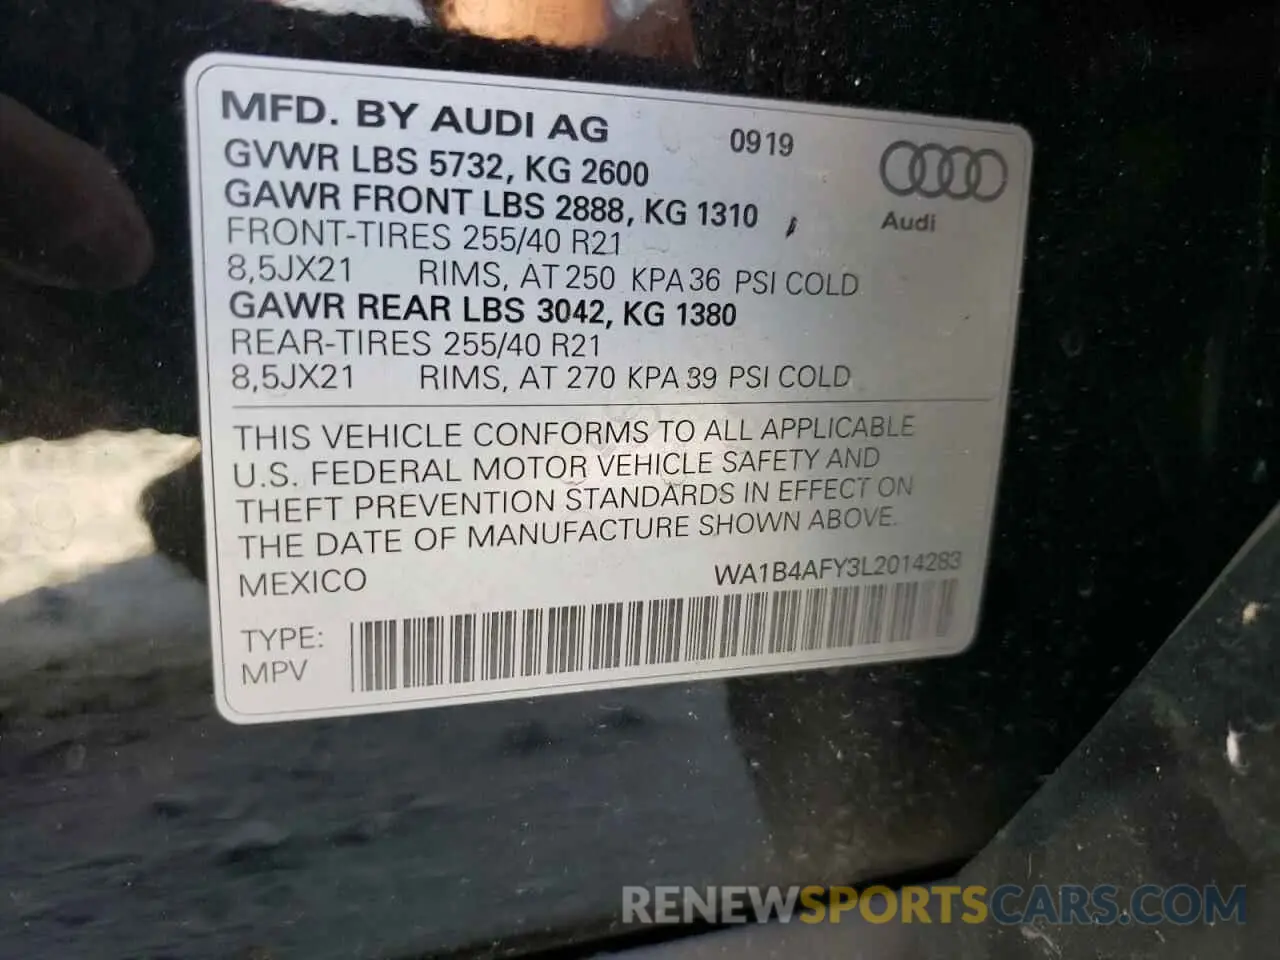 MFD. BY AUDI AG 0919
GVWR LBS 5732, KG 2600
GAWR FRONT LBS 2888, KG 1310
Audi
FRONT-TIRES 255/40 R21
8,5JX21 RIMS, AT 250 KPA 36 PSI COLD
GAWR REAR LBS 3042, KG 1380
REAR-TIRES 255/40 R21
8,5JX21 RIMS, AT 270 KPA 39 PSI COLD
THIS VEHICLE CONFORMS TO ALL APPLICABLE
U.S. FEDERAL MOTOR VEHICLE SAFETY AND
THEFT PREVENTION STANDARDS IN EFFECT ON
THE DATE OF MANUFACTURE SHOWN ABOVE.
MEXICO WA1B4AFY3L2014283
TYPE:
MPV
RENEWSPORTSCARS.COM